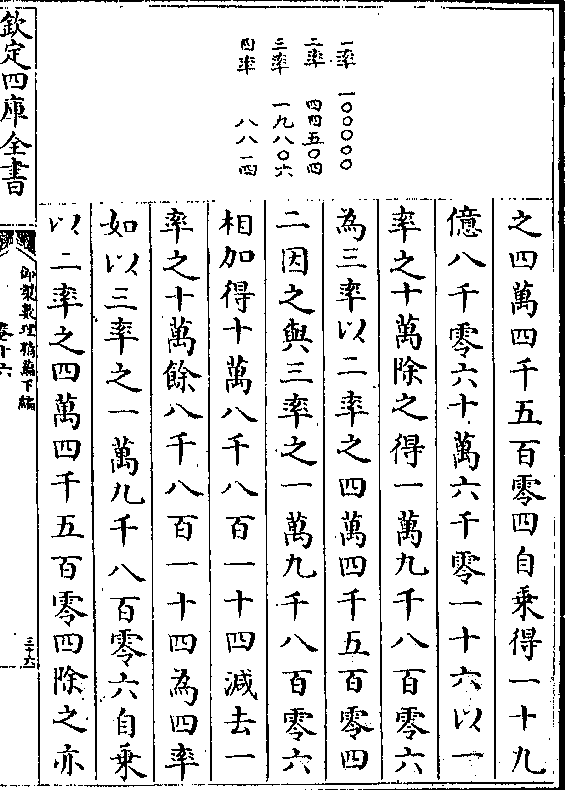 一率　一〇〇〇〇〇
二率　四四五〇四
三率　一九八〇六
四率　八八一四
之四萬四千五百零四自乘得一十九
億八千零六十萬六千零一十六以一
率之十萬除之得一萬九千八百零六
為三率以二率之四萬四千五百零四
二因之與三率之一萬九千八百零六
相加得十萬八千八百一十四減去一
率之十萬餘八千八百一十四為四率
如以三率之一萬九千八百零六自乘
以二率之四萬四千五百零四除之亦
欽定四庫全書
御製數理精蘊下編
卷十六
三十六